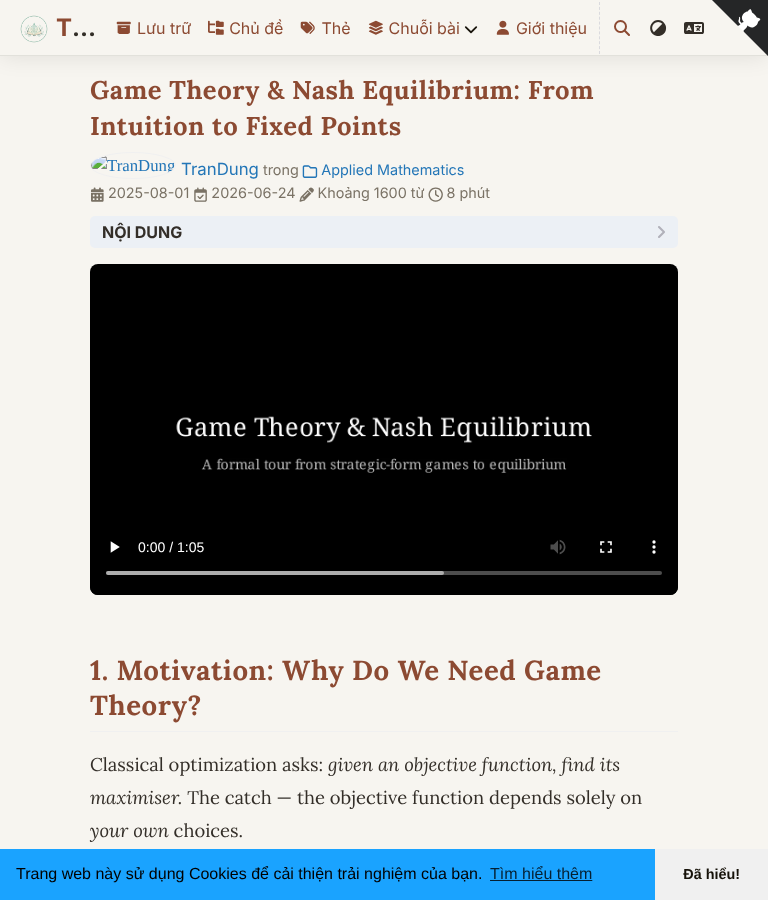 T... Lưu trữ Chủ đề Thẻ Chuỗi bài Giới thiệu
Game Theory & Nash Equilibrium: From
Intuition to Fixed Points
TranDung TranDung trong Applied Mathematics
2025-08-01 2026-06-24 Khoảng 1600 từ 8 phút
NỘI DUNG
Game Theory & Nash Equilibrium
A formal tour from strategic-form games to equilibrium
0:00 / 1:05
1. Motivation: Why Do We Need Game
Theory?
Classical optimization asks: given an objective function, find its
maximiser. The catch — the objective function depends solely on
your own choices.
Trang web này sử dụng Cookies để cải thiện trải nghiệm của bạn. Tìm hiểu thêm Đã hiểu!